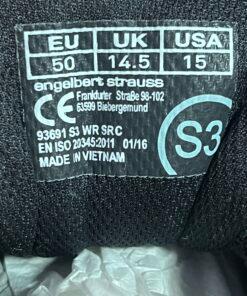 EU UK USA
50 14.5 15
engelbert strauss
CE
Frankfurter Straße 98-102
63599 Biebergemünd
93691 S3 WR SRC
EN ISO 20345:2011 01/16
MADE IN VIETNAM
S3